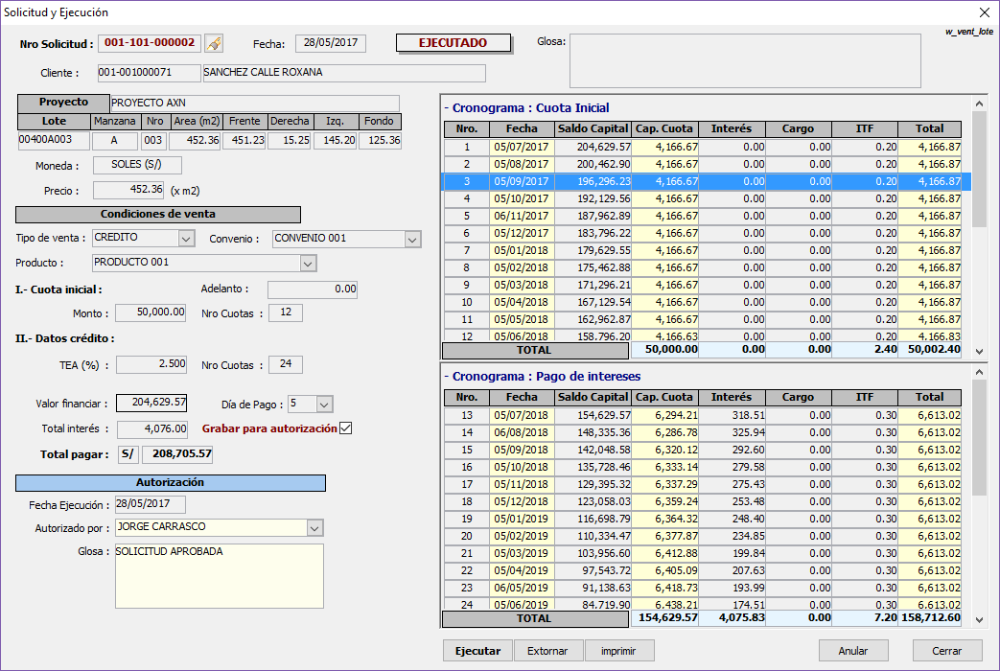 Solicitud y Ejecución
w_vent_lote
Nro Solicitud : 001-101-000002 Fecha: 28/05/2017 EJECUTADO Glosa:
Cliente : 001-001000071 SANCHEZ CALLE ROXANA
Proyecto PROYECTO AXN
Lote Manzana Nro Area (m2) Frente Derecha Izq. Fondo
00400A003 A 003 452.36 451.23 15.25 145.20 125.36
Moneda : SOLES (S/)
Precio : 452.36 (x m2)
Condiciones de venta
Tipo de venta : CREDITO Convenio : CONVENIO 001
Producto : PRODUCTO 001
I.- Cuota inicial : Adelanto : 0.00
Monto : 50,000.00 Nro Cuotas : 12
II.- Datos crédito :
TEA (%) : 2.500 Nro Cuotas : 24
Valor financiar : 204,629.57 Día de Pago : 5
Total interés : 4,076.00 Grabar para autorización
Total pagar : S/ 208,705.57
Autorización
Fecha Ejecución : 28/05/2017
Autorizado por : JORGE CARRASCO
Glosa : SOLICITUD APROBADA
- Cronograma : Cuota Inicial
Nro. Fecha Saldo Capital Cap. Cuota Interés Cargo ITF Total
1 05/07/2017 204,629.57 4,166.67 0.00 0.00 0.20 4,166.87
2 05/08/2017 200,462.90 4,166.67 0.00 0.00 0.20 4,166.87
3 05/09/2017 196,296.23 4,166.67 0.00 0.00 0.20 4,166.87
4 05/10/2017 192,129.56 4,166.67 0.00 0.00 0.20 4,166.87
5 06/11/2017 187,962.89 4,166.67 0.00 0.00 0.20 4,166.87
6 05/12/2017 183,796.22 4,166.67 0.00 0.00 0.20 4,166.87
7 05/01/2018 179,629.55 4,166.67 0.00 0.00 0.20 4,166.87
8 05/02/2018 175,462.88 4,166.67 0.00 0.00 0.20 4,166.87
9 05/03/2018 171,296.21 4,166.67 0.00 0.00 0.20 4,166.87
10 05/04/2018 167,129.54 4,166.67 0.00 0.00 0.20 4,166.87
11 05/05/2018 162,962.87 4,166.67 0.00 0.00 0.20 4,166.87
12 05/06/2018 158,796.20 4,166.63 0.00 0.00 0.20 4,166.83
TOTAL 50,000.00 0.00 0.00 2.40 50,002.40
- Cronograma : Pago de intereses
Nro. Fecha Saldo Capital Cap. Cuota Interés Cargo ITF Total
13 05/07/2018 154,629.57 6,294.21 318.51 0.00 0.30 6,613.02
14 06/08/2018 148,335.36 6,286.78 325.94 0.00 0.30 6,613.02
15 05/09/2018 142,048.58 6,320.12 292.60 0.00 0.30 6,613.02
16 05/10/2018 135,728.46 6,333.14 279.58 0.00 0.30 6,613.02
17 05/11/2018 129,395.32 6,337.29 275.43 0.00 0.30 6,613.02
18 05/12/2018 123,058.03 6,359.24 253.48 0.00 0.30 6,613.02
19 05/01/2019 116,698.79 6,364.32 248.40 0.00 0.30 6,613.02
20 05/02/2019 110,334.47 6,377.87 234.85 0.00 0.30 6,613.02
21 05/03/2019 103,956.60 6,412.88 199.84 0.00 0.30 6,613.02
22 05/04/2019 97,543.72 6,405.09 207.63 0.00 0.30 6,613.02
23 06/05/2019 91,138.63 6,418.73 193.99 0.00 0.30 6,613.02
24 05/06/2019 84,719.90 6,438.21 174.51 0.00 0.30 6,613.02
TOTAL 154,629.57 4,075.83 0.00 7.20 158,712.60
Ejecutar Extornar imprimir Anular Cerrar